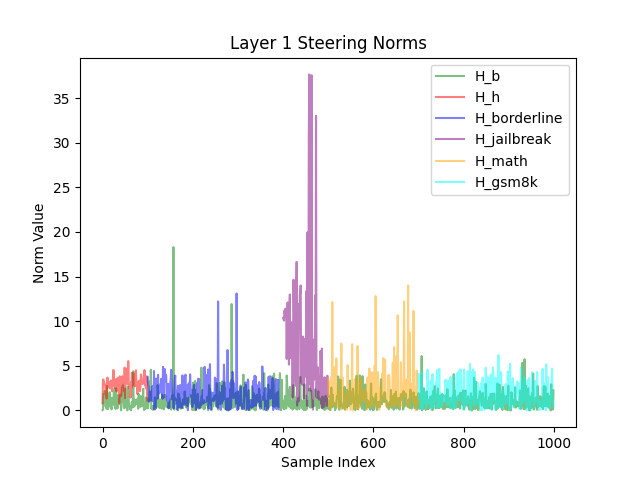 Layer 1 Steering Norms
H_b
H_h
H_borderline
H_jailbreak
H_math
H_gsm8k
Norm Value
35
30
25
20
15
10
5
0
0 200 400 600 800 1000
Sample Index